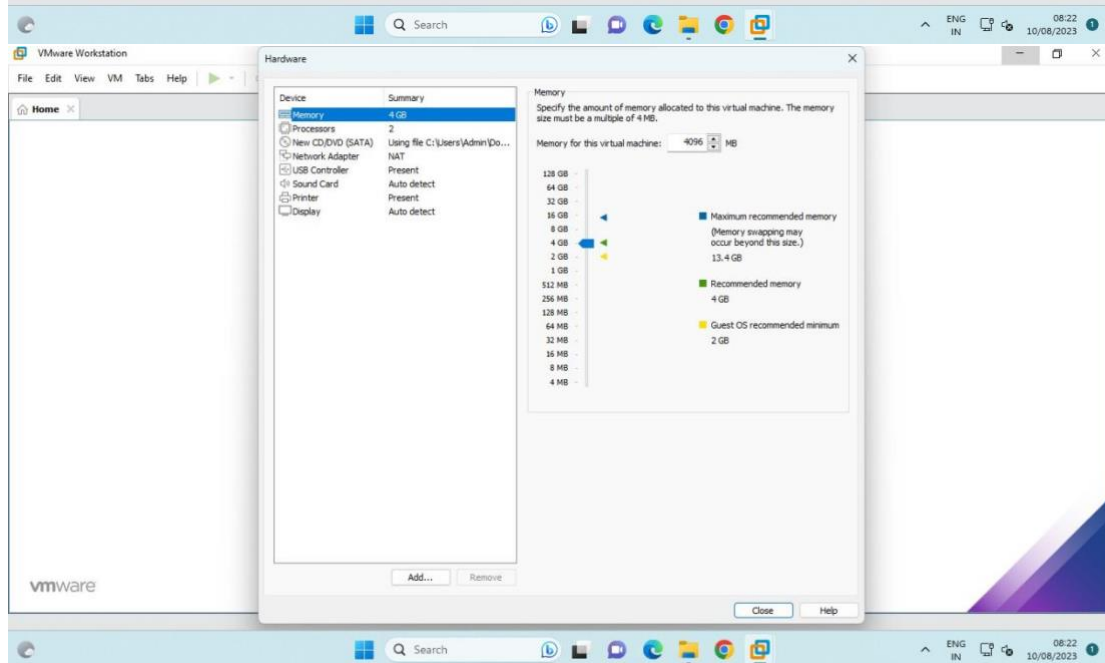 Search
ENG
IN
08:22
10/08/2023
1
VMware Workstation
File Edit View VM Tabs Help
Home
Hardware
Device Summary
Memory 4 GB
Processors 2
New CD/DVD (SATA) Using file C:\Users\Admin\Do...
Network Adapter NAT
USB Controller Present
Sound Card Auto detect
Printer Present
Display Auto detect
Add... Remove
Memory
Specify the amount of memory allocated to this virtual machine. The memory
size must be a multiple of 4 MB.
Memory for this virtual machine: 4096 MB
128 GB
64 GB
32 GB
16 GB
8 GB
4 GB
2 GB
1 GB
512 MB
256 MB
128 MB
64 MB
32 MB
16 MB
8 MB
4 MB
Maximum recommended memory
(Memory swapping may
occur beyond this size.)
13.4 GB
Recommended memory
4 GB
Guest OS recommended minimum
2 GB
Close Help
vmware
Search
ENG
IN
08:22
10/08/2023
1